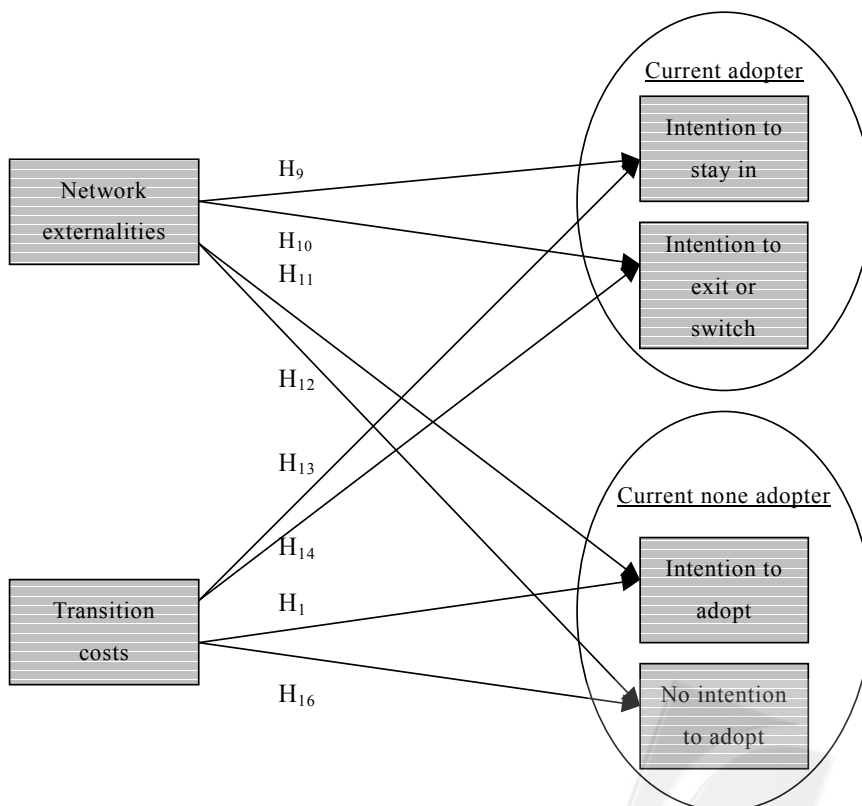 Current adopter
Intention to
stay in
Network
externalities
H9
H10
H11
Intention to
exit or
switch
H12
H13
Current none adopter
H14
Intention to
adopt
Transition
costs
H1
H16
No intention
to adopt